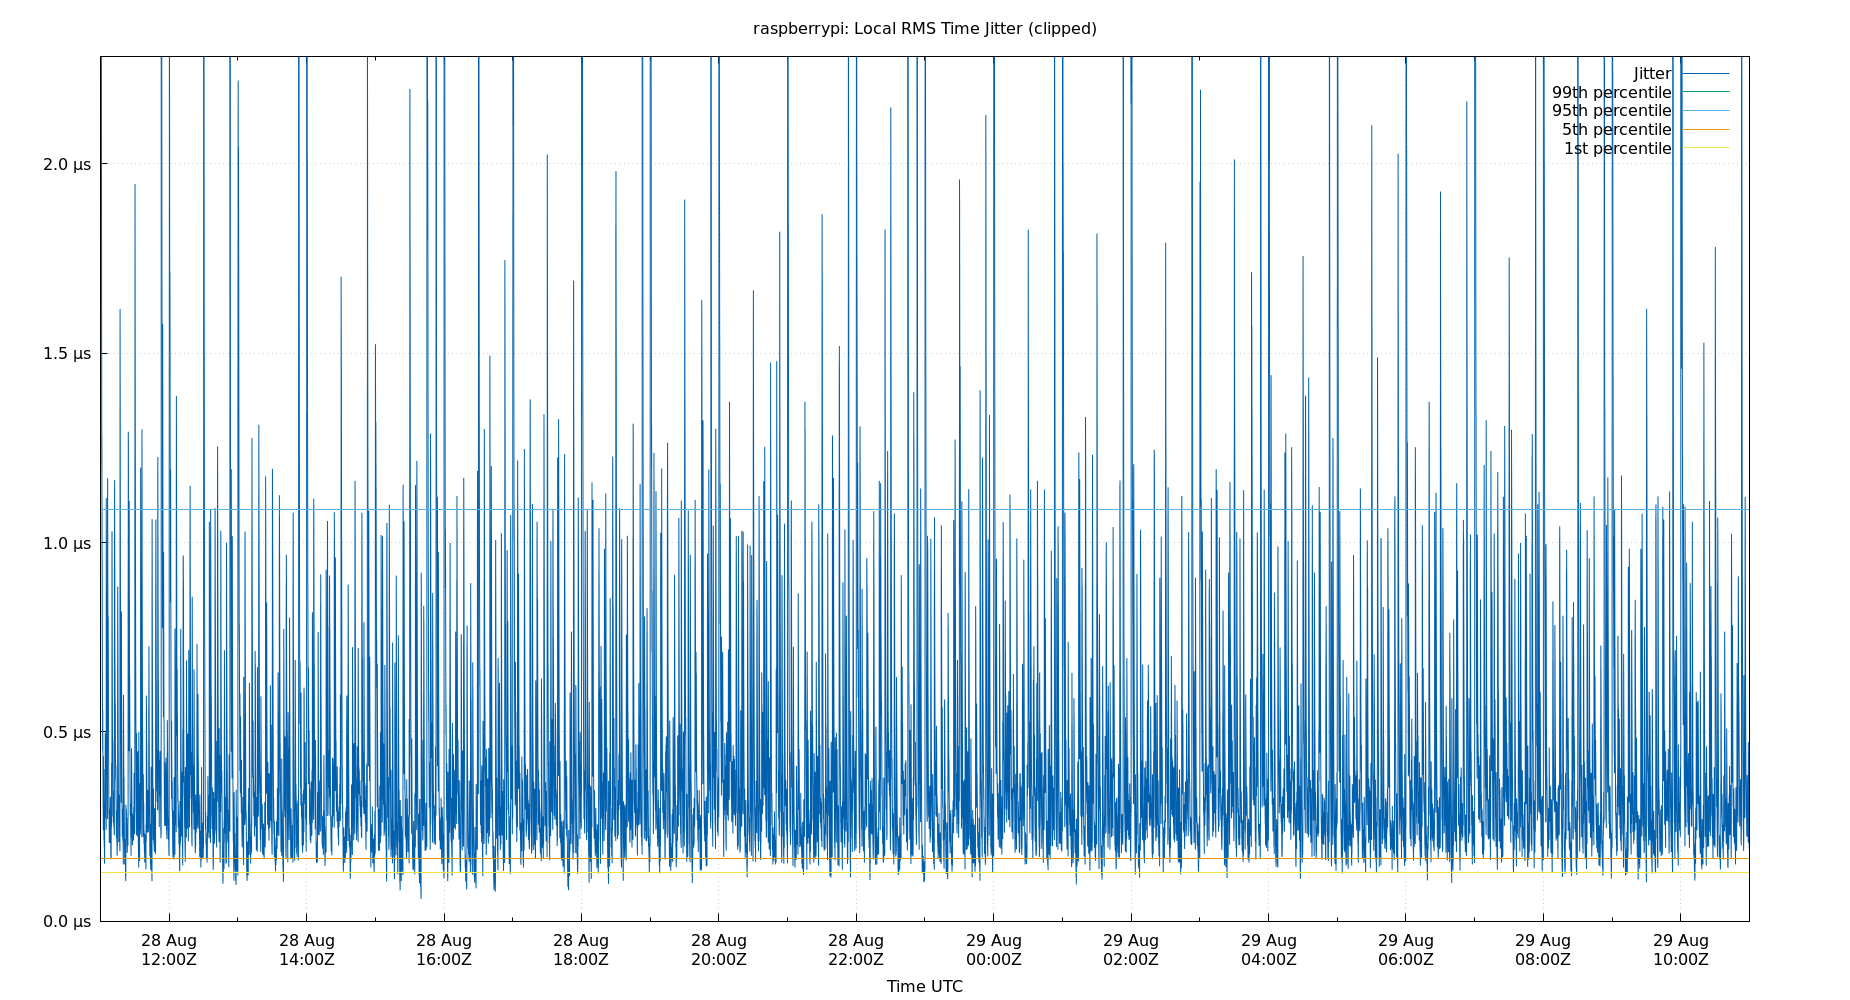 raspberrypi: Local RMS Time Jitter (clipped)
Jitter
99th percentile
95th percentile
5th percentile
1st percentile
2.0 µs
1.5 µs
1.0 µs
0.5 µs
0.0 µs
28 Aug 28 Aug 28 Aug 28 Aug 28 Aug 28 Aug 29 Aug 29 Aug 29 Aug 29 Aug 29 Aug 29 Aug
12:00Z 14:00Z 16:00Z 18:00Z 20:00Z 22:00Z 00:00Z 02:00Z 04:00Z 06:00Z 08:00Z 10:00Z
Time UTC